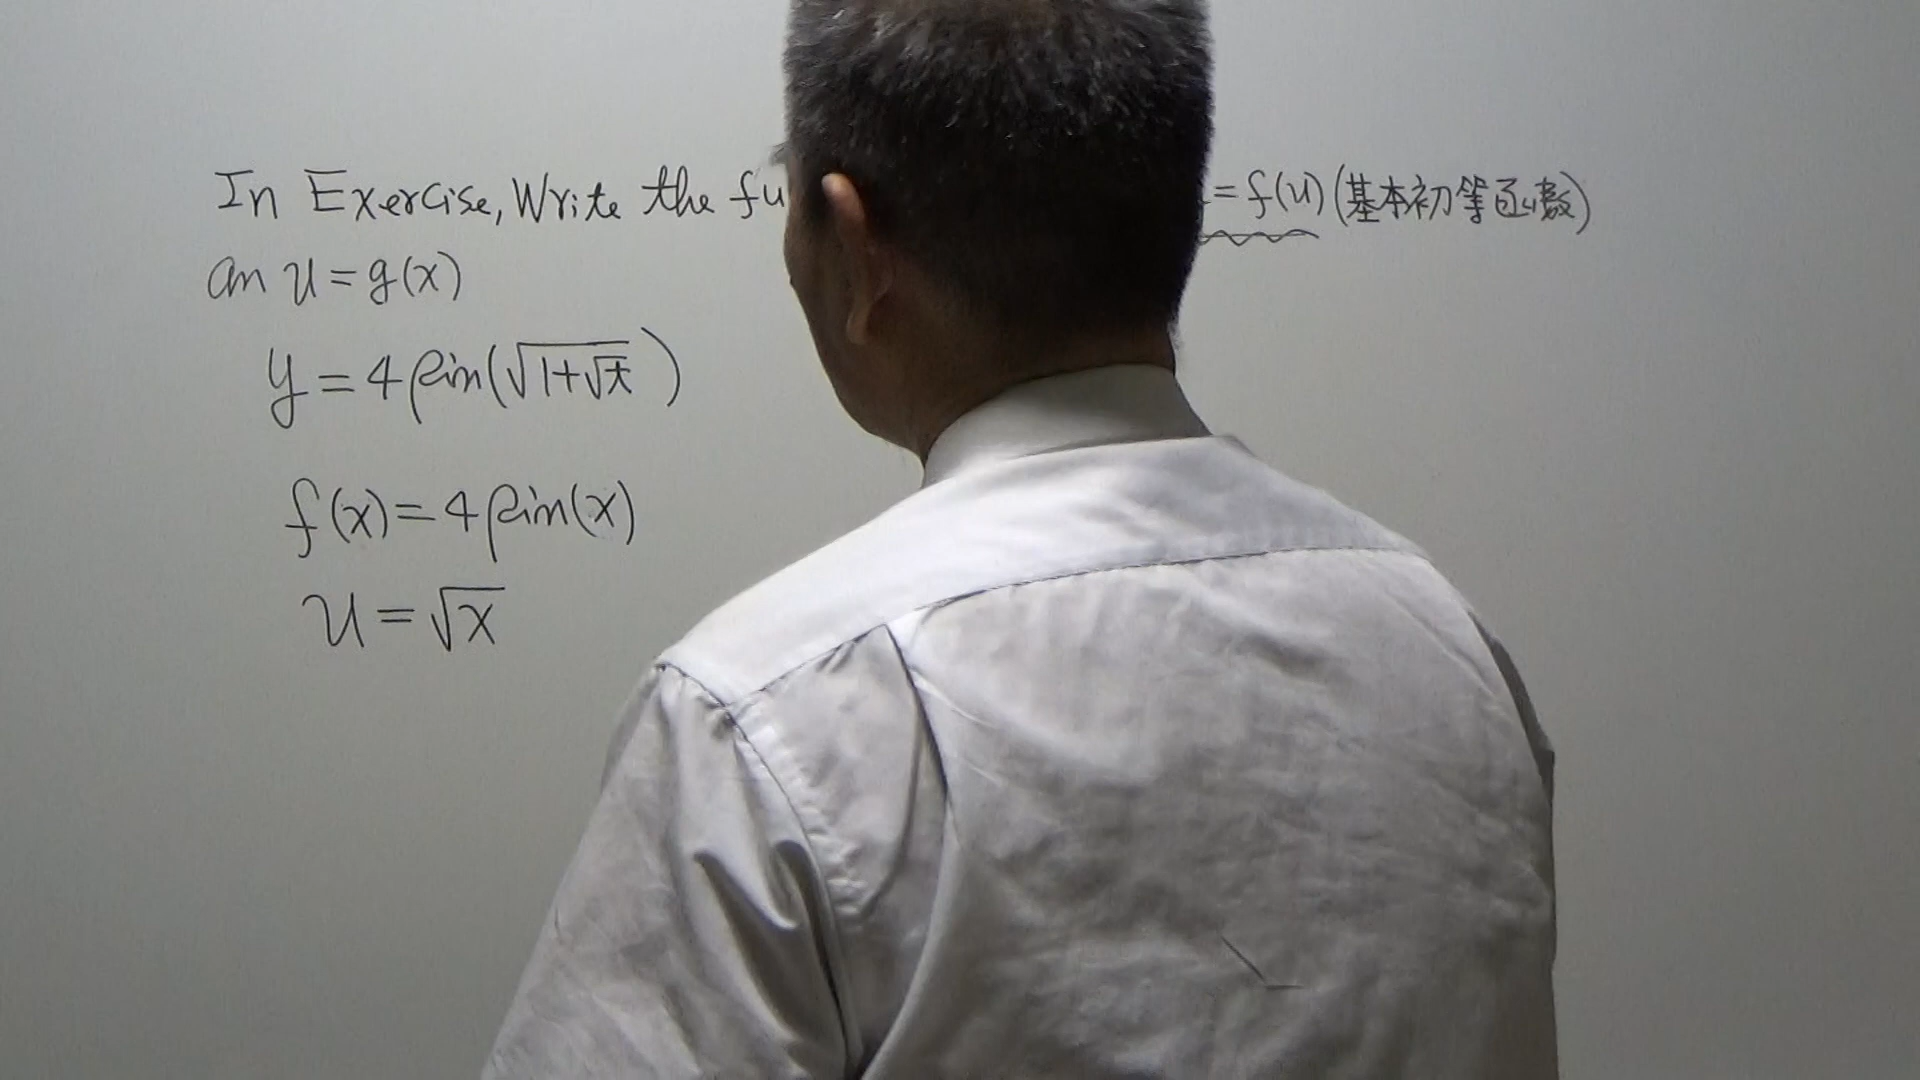 In Exercise, Write the fu = f(u) (基本初等函數)
an u = g(x)
y = 4 sin(√(1+√t))
f(x) = 4 sin(x)
u = √x